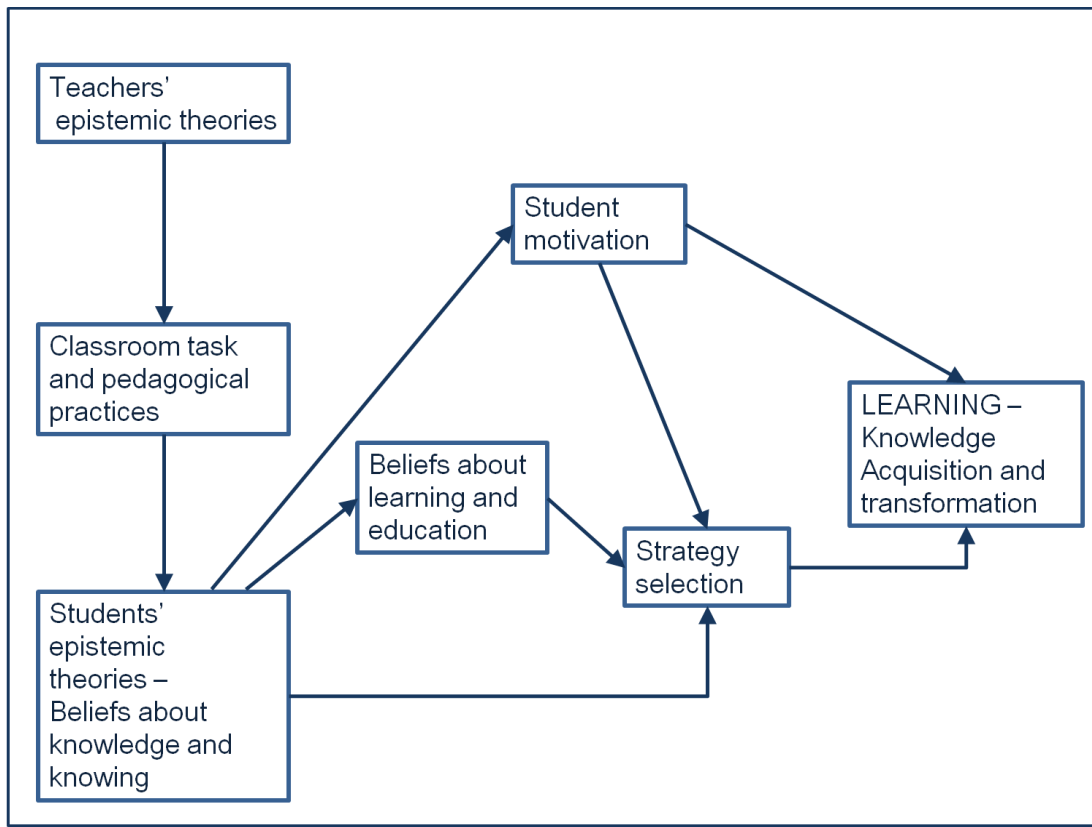 Teachers’
epistemic theories
Student
motivation
Classroom task
and pedagogical
practices
LEARNING –
Knowledge
Acquisition and
transformation
Beliefs about
learning and
education
Strategy
selection
Students’
epistemic
theories –
Beliefs about
knowledge and
knowing